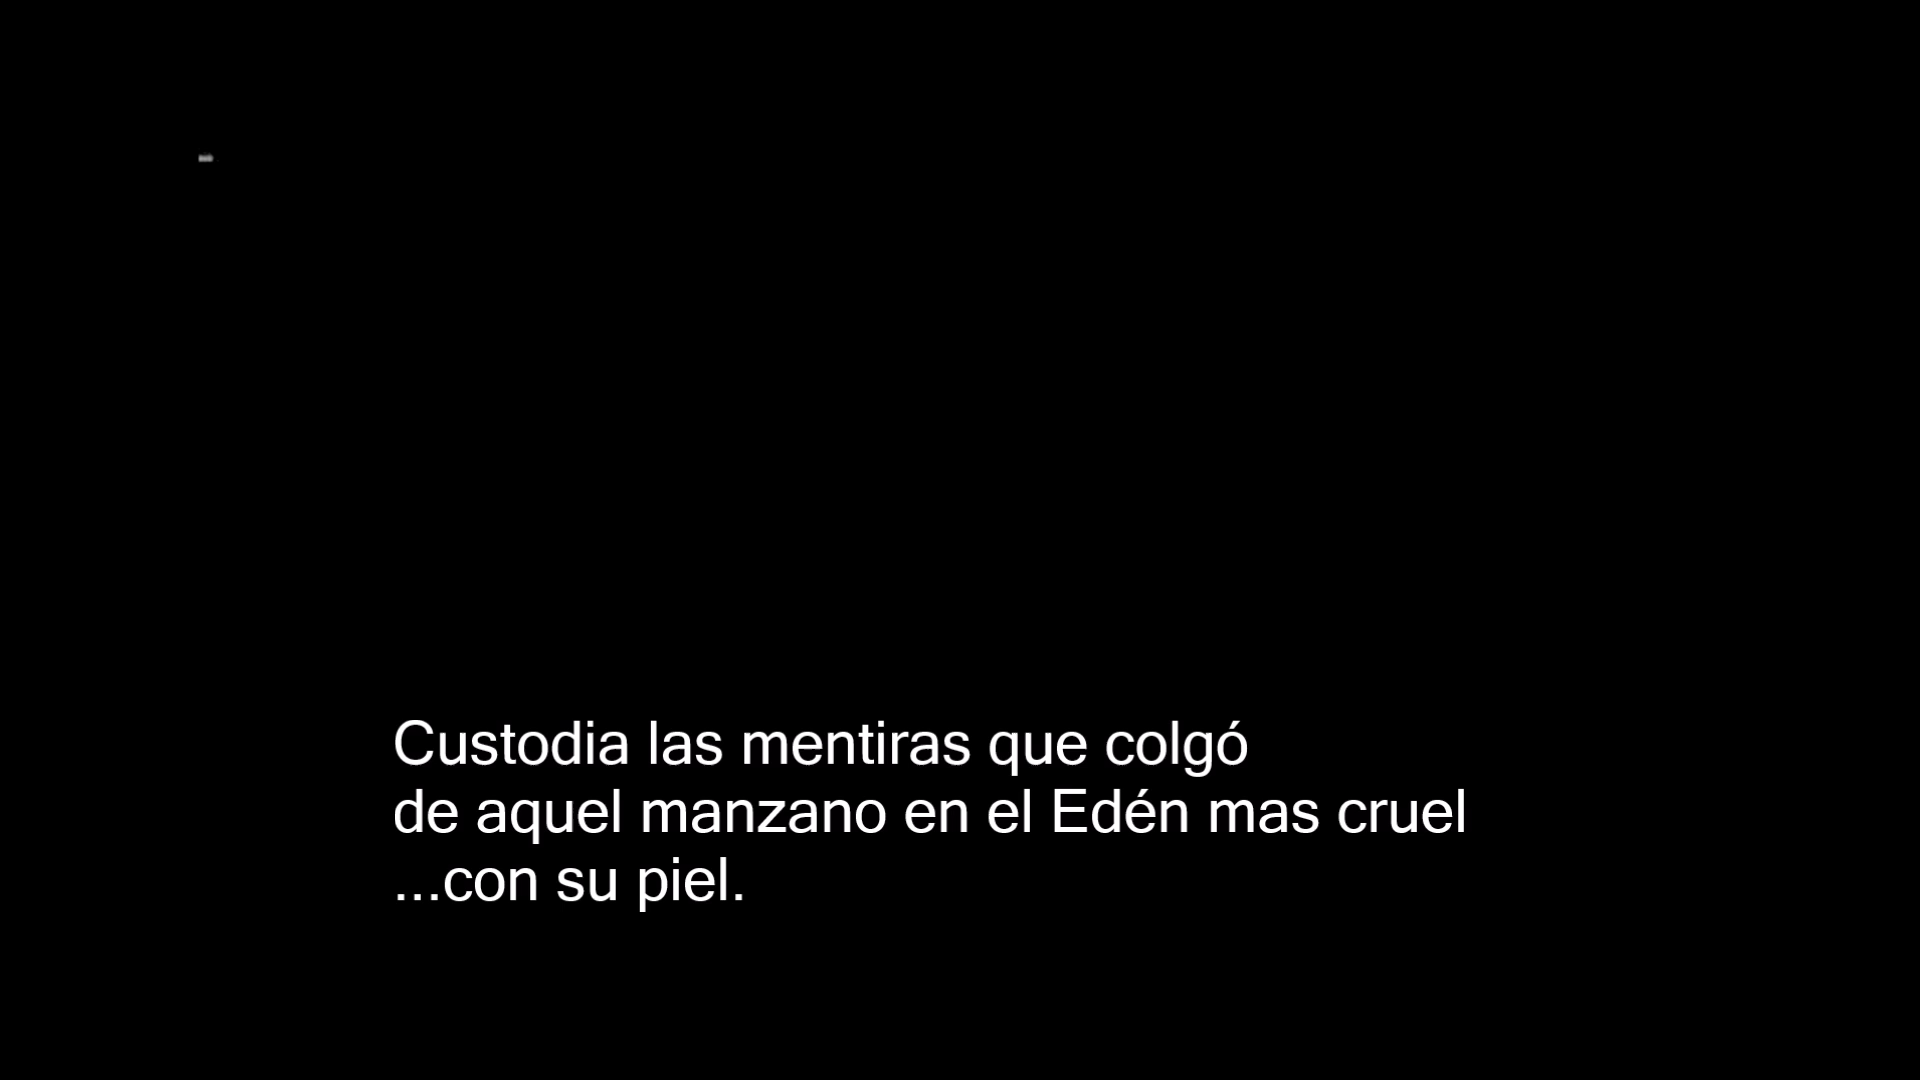 Custodia las mentiras que colgó
de aquel manzano en el Edén mas cruel
...con su piel.